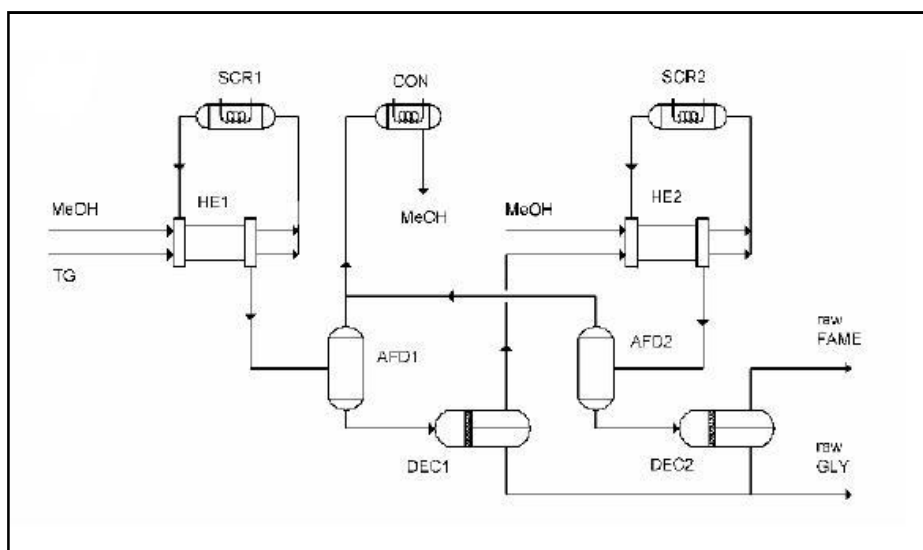 SCR1
CON
SCR2
MeOH
HE1
MeOH
MeOH
HE2
TG
AFD1
AFD2
raw
FAME
DEC1
DEC2
raw
GLY